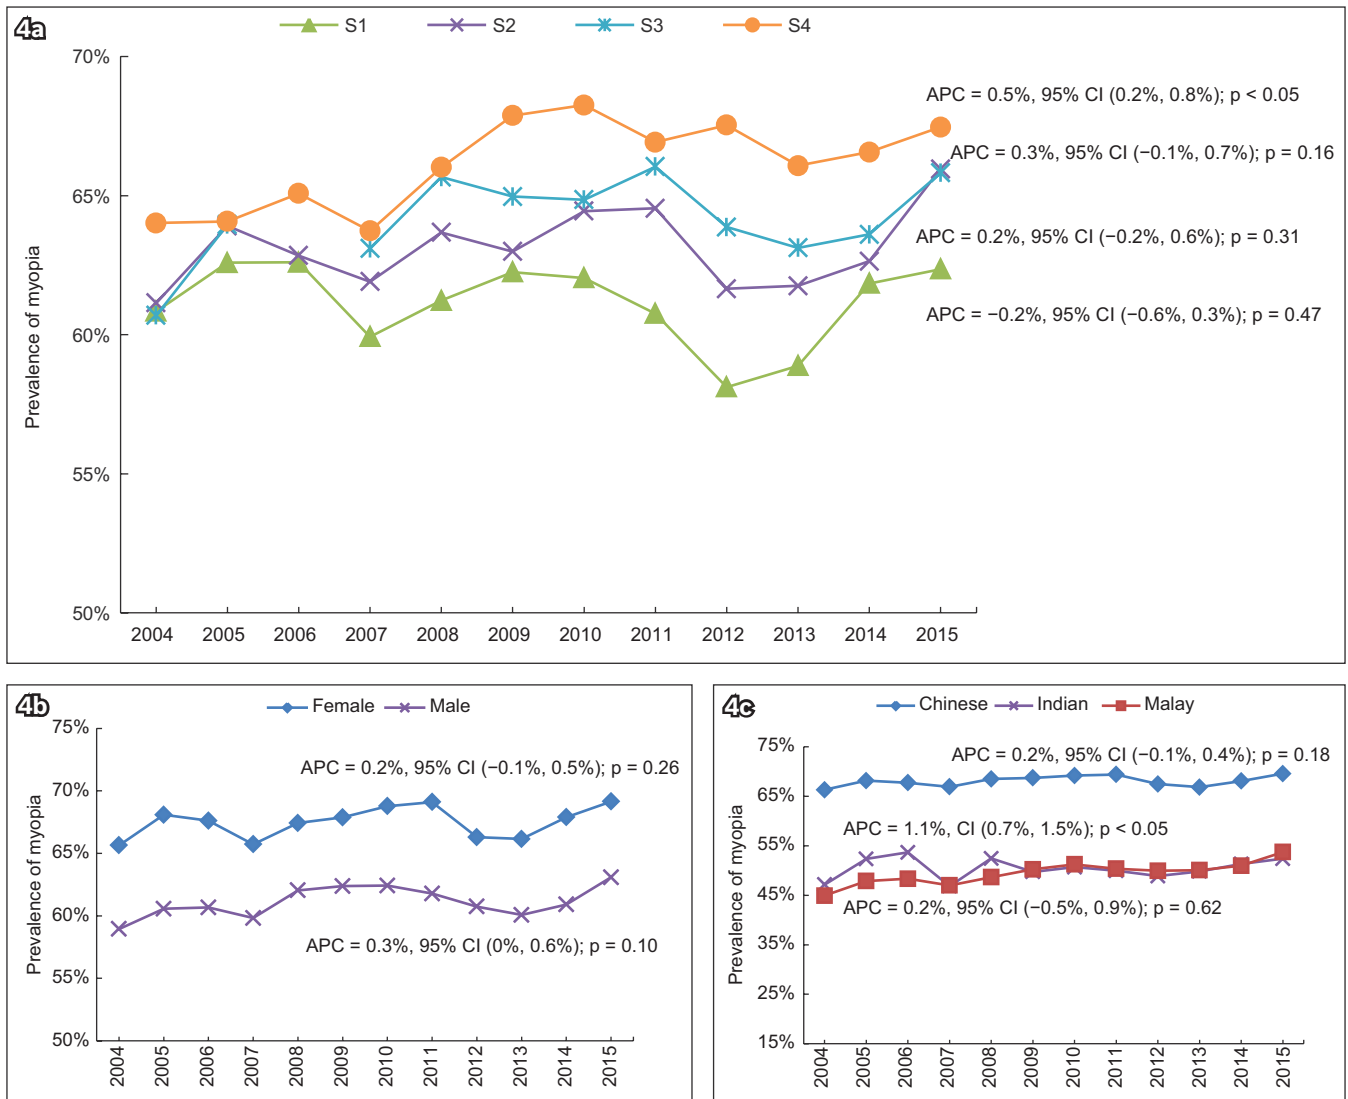 4a
S1 S2 S3 S4
70%
65%
60%
55%
50%
Prevalence of myopia
APC = 0.5%, 95% CI (0.2%, 0.8%); p < 0.05
APC = 0.3%, 95% CI (−0.1%, 0.7%); p = 0.16
APC = 0.2%, 95% CI (−0.2%, 0.6%); p = 0.31
APC = −0.2%, 95% CI (−0.6%, 0.3%); p = 0.47
2004 2005 2006 2007 2008 2009 2010 2011 2012 2013 2014 2015
4b
Female Male
75%
70%
65%
60%
55%
50%
Prevalence of myopia
APC = 0.2%, 95% CI (−0.1%, 0.5%); p = 0.26
APC = 0.3%, 95% CI (0%, 0.6%); p = 0.10
2004 2005 2006 2007 2008 2009 2010 2011 2012 2013 2014 2015
4c
Chinese Indian Malay
75%
65%
55%
45%
35%
25%
15%
Prevalence of myopia
APC = 0.2%, 95% CI (−0.1%, 0.4%); p = 0.18
APC = 1.1%, CI (0.7%, 1.5%); p < 0.05
APC = 0.2%, 95% CI (−0.5%, 0.9%); p = 0.62
2004 2005 2006 2007 2008 2009 2010 2011 2012 2013 2014 2015